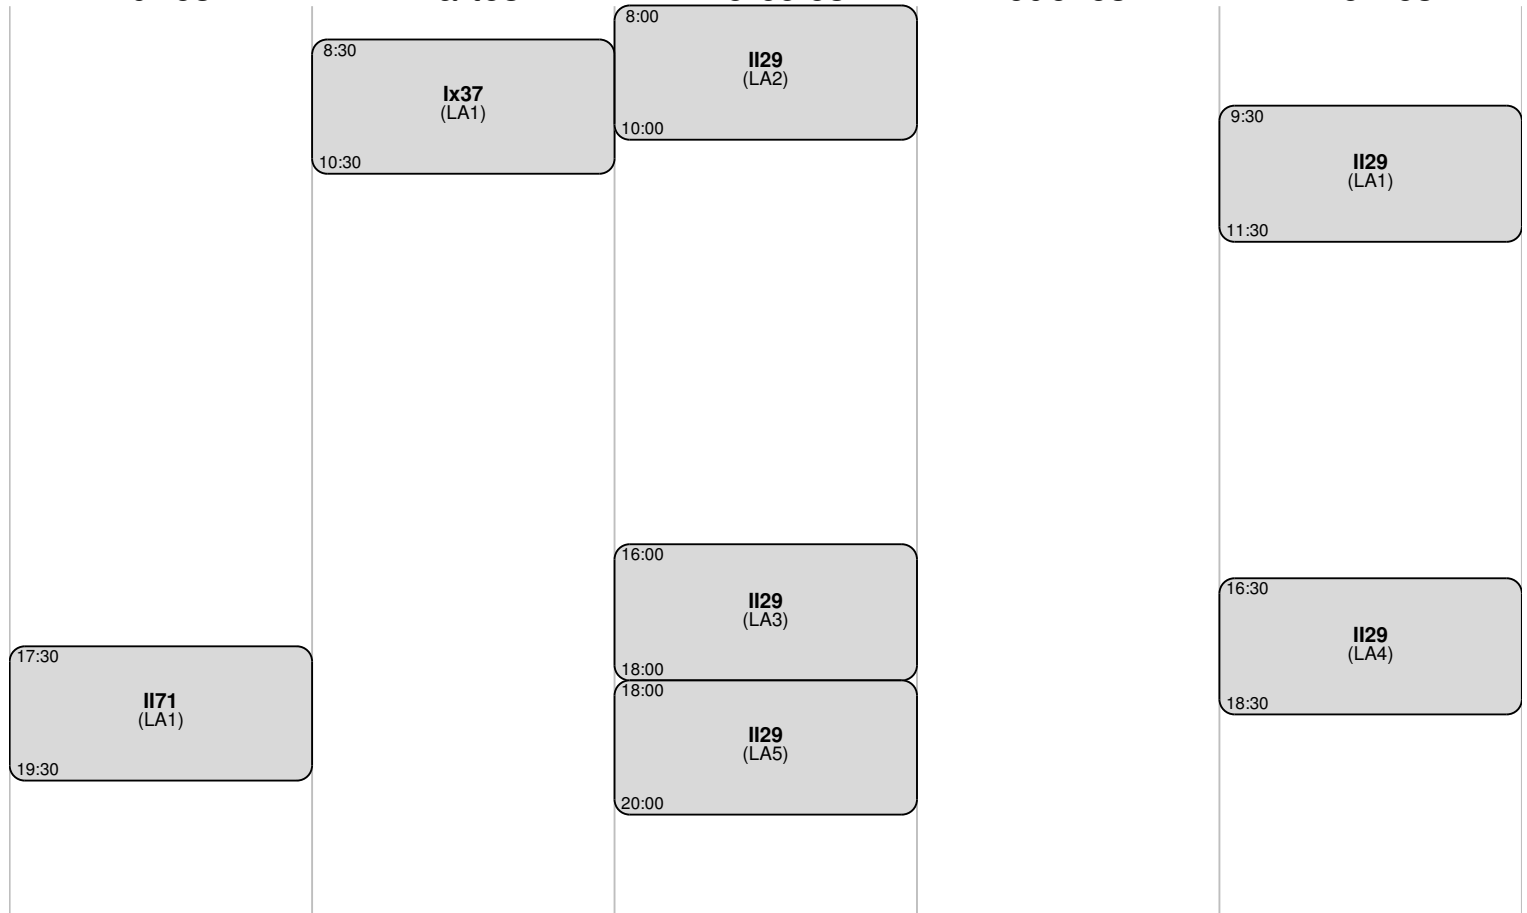 8:30
Ix37
(LA1)
10:30
8:00
II29
(LA2)
10:00
9:30
II29
(LA1)
11:30
16:00
II29
(LA3)
18:00
16:30
II29
(LA4)
18:30
17:30
II71
(LA1)
19:30
18:00
II29
(LA5)
20:00